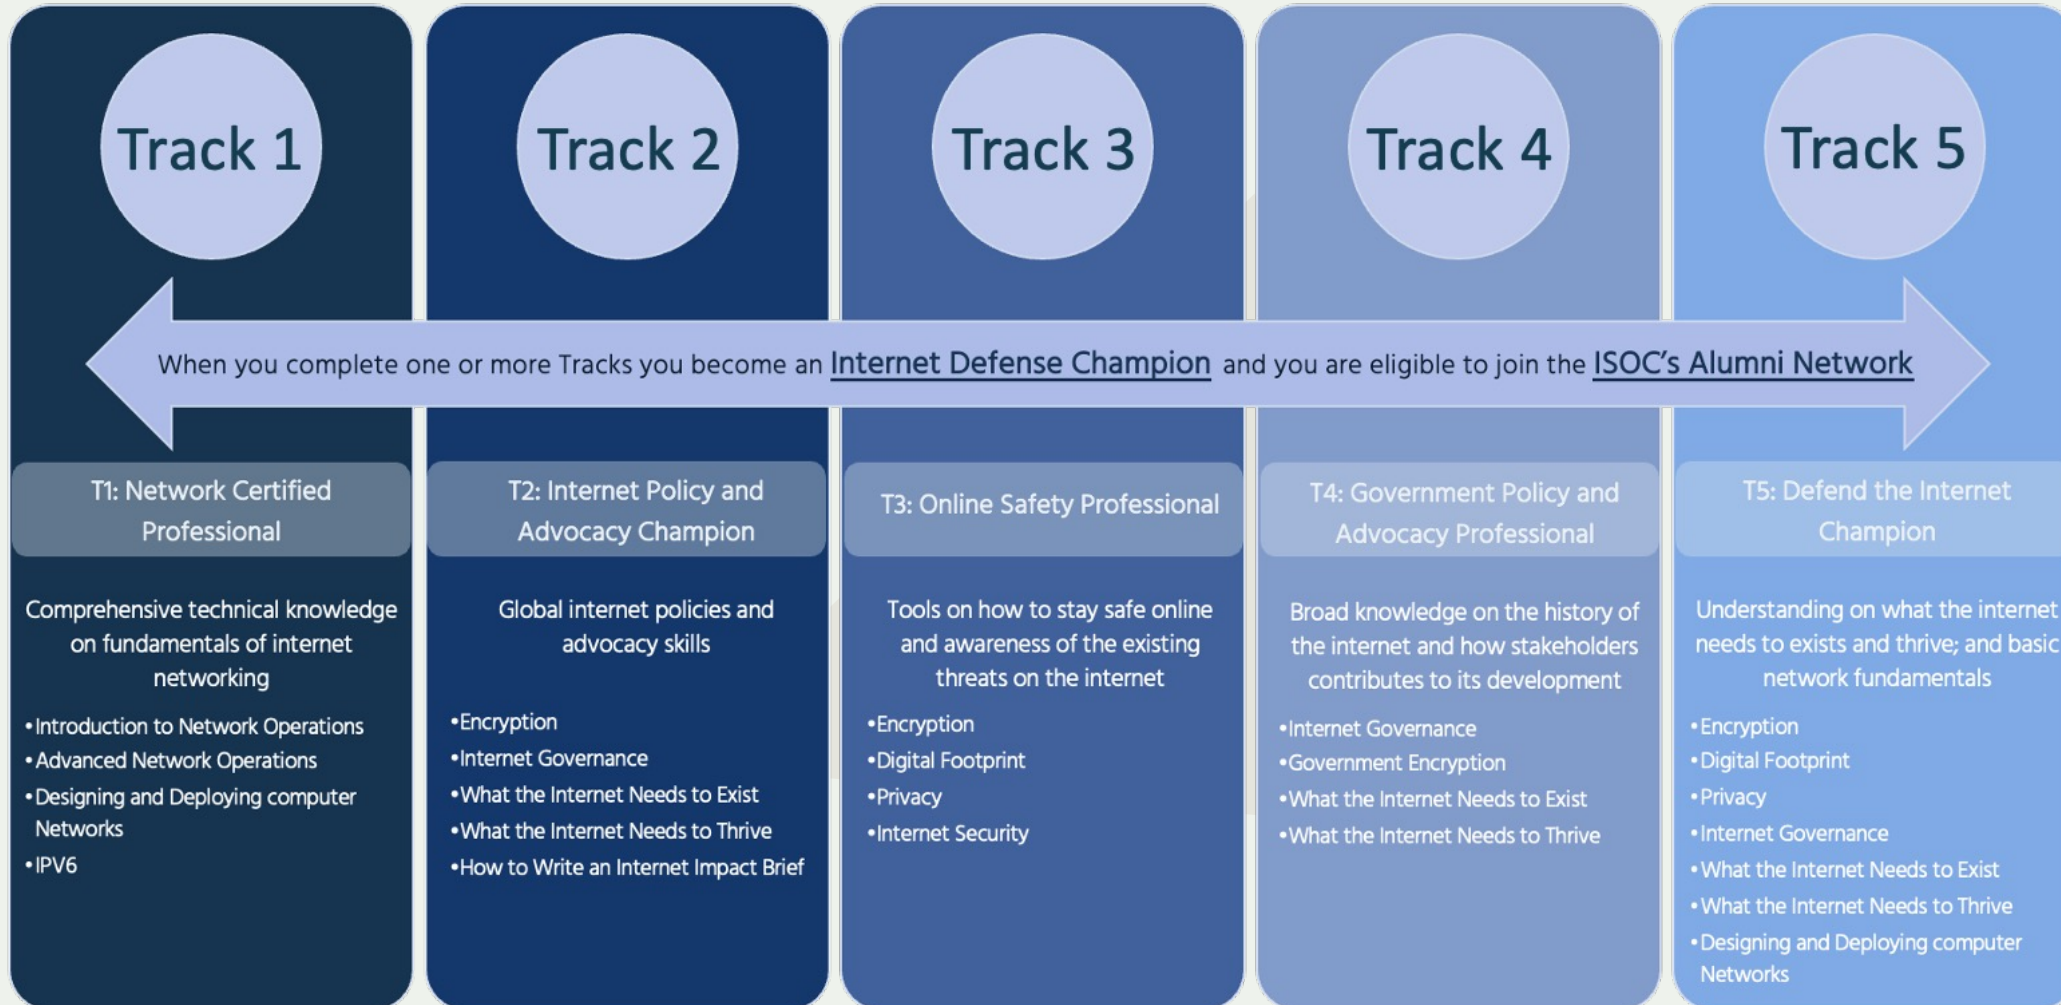 Track 1
Track 2
Track 3
Track 4
Track 5
When you complete one or more Tracks you become an Internet Defense Champion and you are eligible to join the ISOC's Alumni Network
T1: Network Certified
Professional
Comprehensive technical knowledge
on fundamentals of internet
networking
•Introduction to Network Operations
•Advanced Network Operations
•Designing and Deploying computer
Networks
•IPV6
T2: Internet Policy and
Advocacy Champion
Global internet policies and
advocacy skills
•Encryption
•Internet Governance
•What the Internet Needs to Exist
•What the Internet Needs to Thrive
•How to Write an Internet Impact Brief
T3: Online Safety Professional
Tools on how to stay safe online
and awareness of the existing
threats on the internet
•Encryption
•Digital Footprint
•Privacy
•Internet Security
T4: Government Policy and
Advocacy Professional
Broad knowledge on the history of
the internet and how stakeholders
contributes to its development
•Internet Governance
•Government Encryption
•What the Internet Needs to Exist
•What the Internet Needs to Thrive
T5: Defend the Internet
Champion
Understanding on what the internet
needs to exists and thrive; and basic
network fundamentals
•Encryption
•Digital Footprint
•Privacy
•Internet Governance
•What the Internet Needs to Exist
•What the Internet Needs to Thrive
•Designing and Deploying computer
Networks